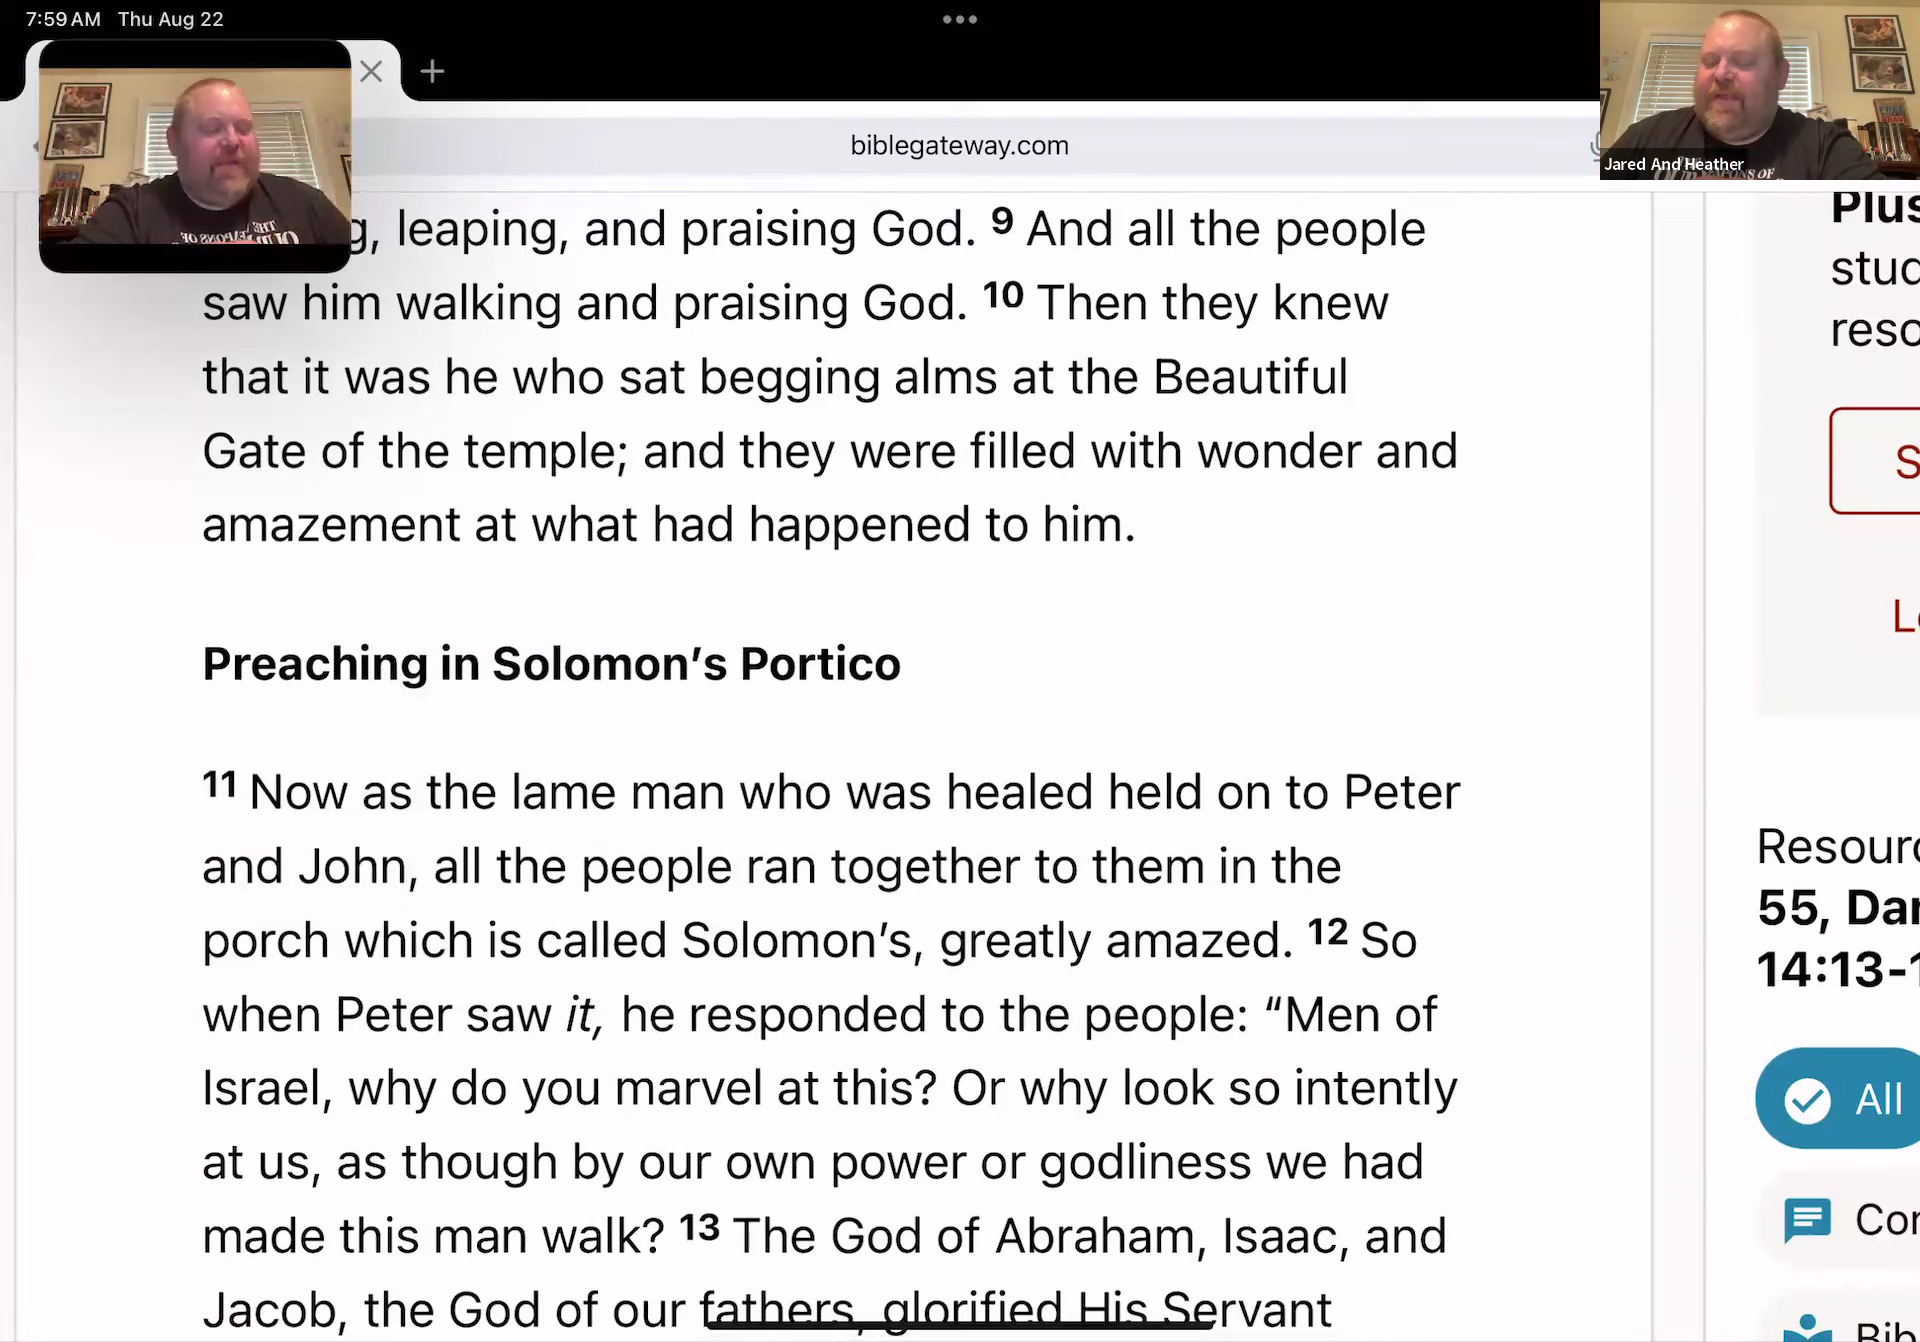 7:59 AM Thu Aug 22
biblegateway.com
Jared And Heather
leaping, and praising God. 9 And all the people
saw him walking and praising God. 10 Then they knew
that it was he who sat begging alms at the Beautiful
Gate of the temple; and they were filled with wonder and
amazement at what had happened to him.
Preaching in Solomon’s Portico
11 Now as the lame man who was healed held on to Peter
and John, all the people ran together to them in the
porch which is called Solomon’s, greatly amazed. 12 So
when Peter saw it, he responded to the people: “Men of
Israel, why do you marvel at this? Or why look so intently
at us, as though by our own power or godliness we had
made this man walk? 13 The God of Abraham, Isaac, and
Jacob, the God of our fathers, glorified His Servant
Plus
55,
14:13-1
All